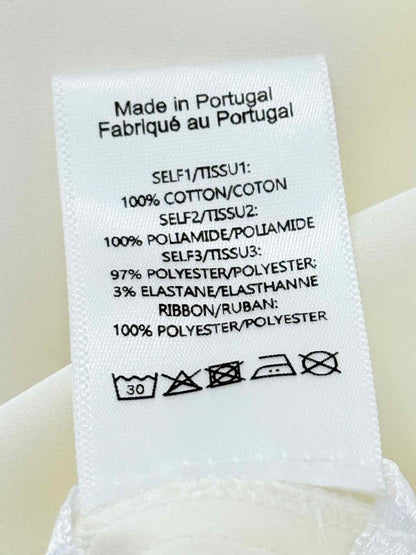 Made in Portugal
Fabriqué au Portugal
SELF1/TISSU1:
100% COTTON/COTON
SELF2/TISSU2:
100% POLIAMIDE/POLIAMIDE
SELF3/TISSU3:
97% POLYESTER/POLYESTER;
3% ELASTANE/ELASTHANNE
RIBBON/RUBAN:
100% POLYESTER/POLYESTER
30